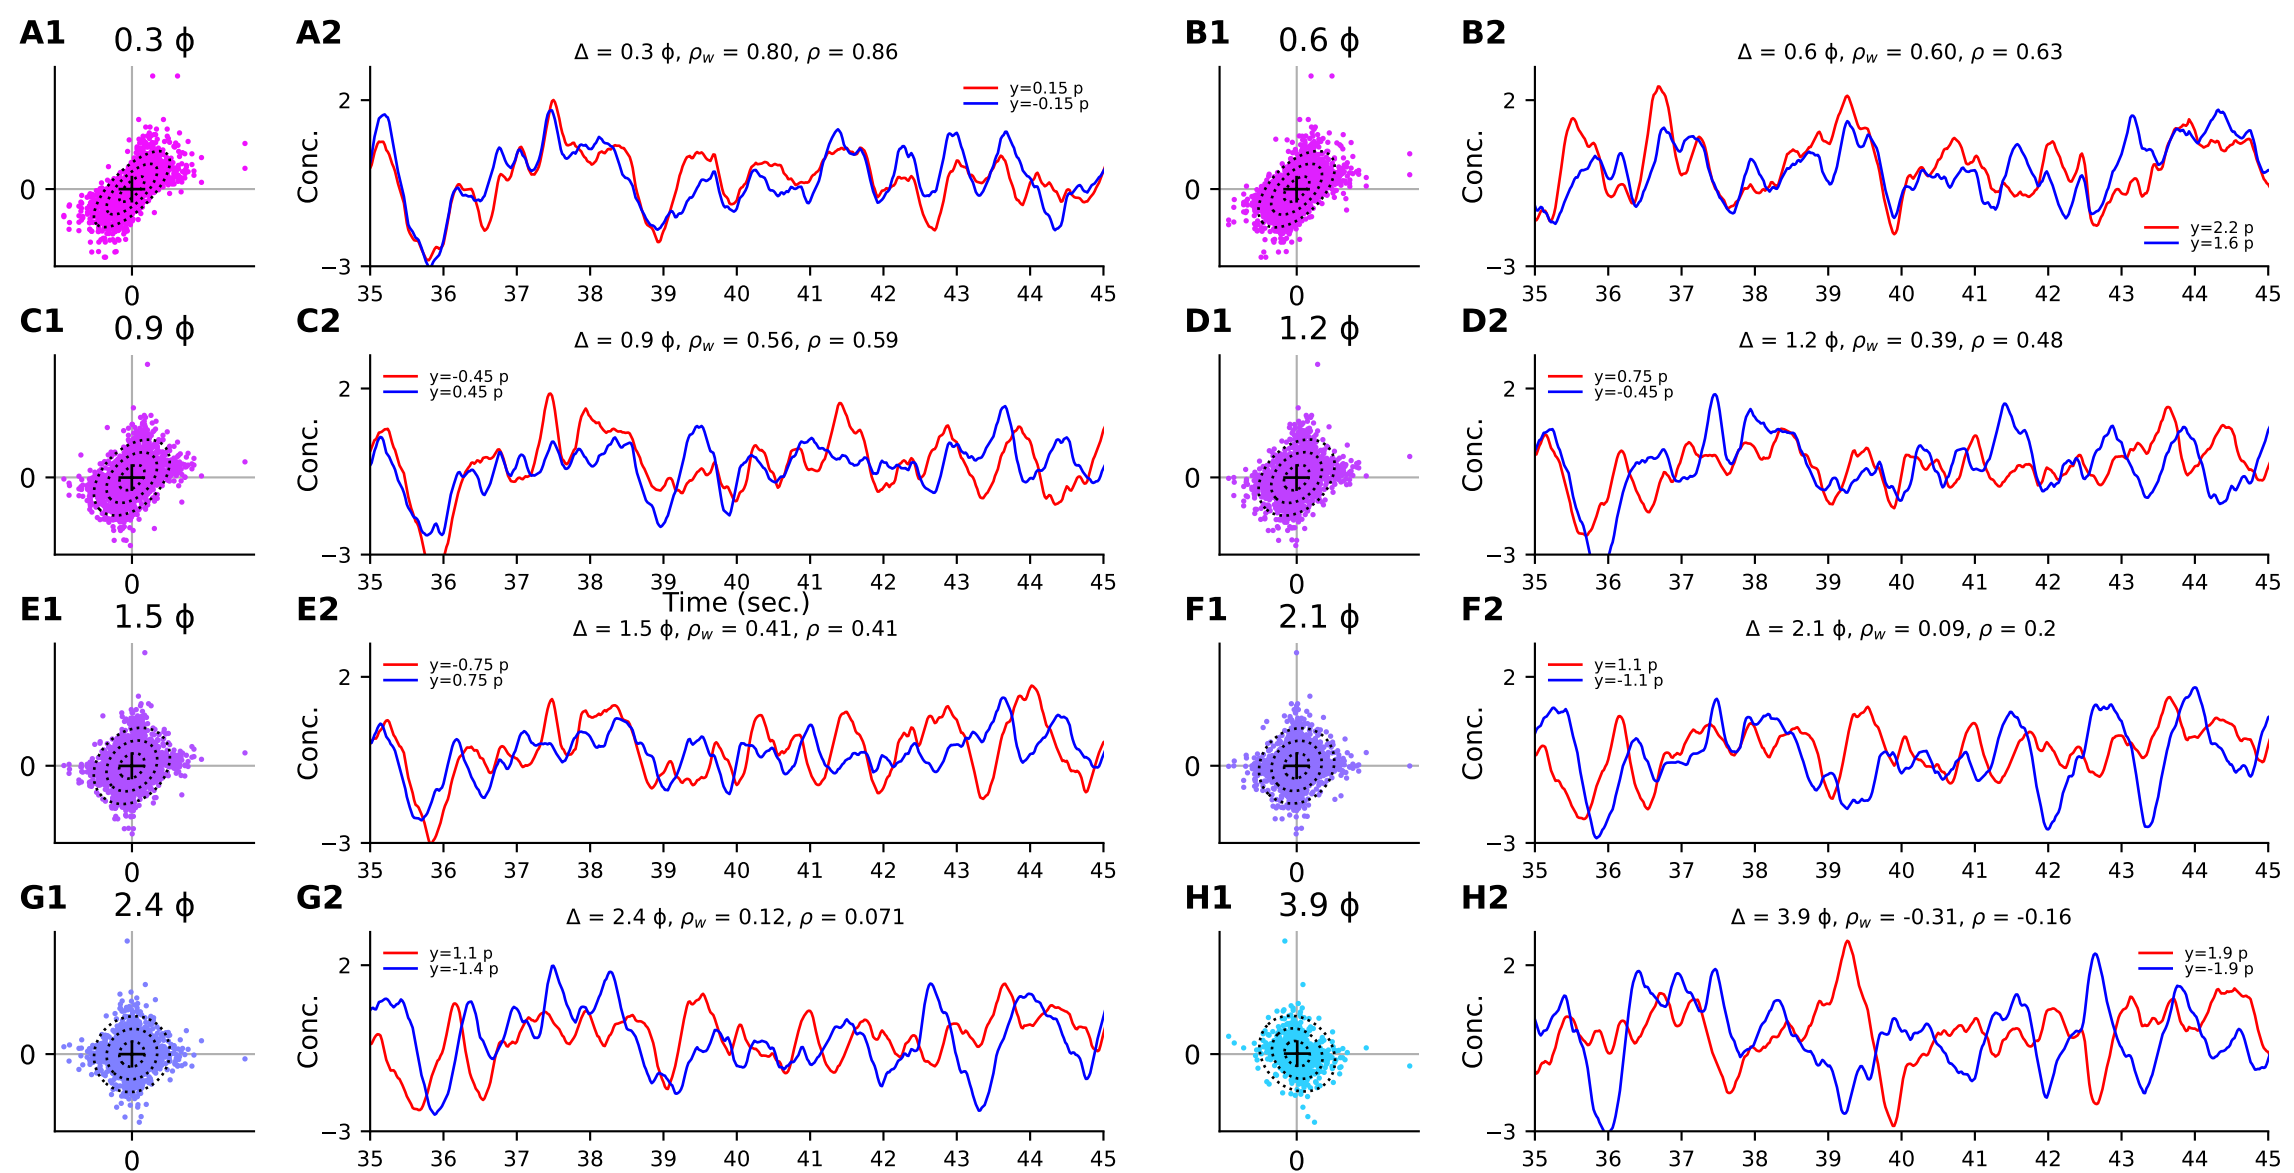 A1 0.3 ϕ
A2
Δ = 0.3 ϕ, ρw = 0.80, ρ = 0.86
y=0.15 p
y=-0.15 p
Conc.
2
−3
0
0
35 36 37 38 39 40 41 42 43 44 45
B1 0.6 ϕ
B2
Δ = 0.6 ϕ, ρw = 0.60, ρ = 0.63
y=2.2 p
y=1.6 p
Conc.
2
−3
0
0
35 36 37 38 39 40 41 42 43 44 45
C1 0.9 ϕ
C2
Δ = 0.9 ϕ, ρw = 0.56, ρ = 0.59
y=-0.45 p
y=0.45 p
Conc.
2
−3
0
0
35 36 37 38 39 40 41 42 43 44 45
Time (sec.)
D1 1.2 ϕ
D2
Δ = 1.2 ϕ, ρw = 0.39, ρ = 0.48
y=0.75 p
y=-0.45 p
Conc.
2
−3
0
0
35 36 37 38 39 40 41 42 43 44 45
E1 1.5 ϕ
E2
Δ = 1.5 ϕ, ρw = 0.41, ρ = 0.41
y=-0.75 p
y=0.75 p
Conc.
2
−3
0
0
35 36 37 38 39 40 41 42 43 44 45
F1 2.1 ϕ
F2
Δ = 2.1 ϕ, ρw = 0.09, ρ = 0.2
y=1.1 p
y=-1.1 p
Conc.
2
−3
0
0
35 36 37 38 39 40 41 42 43 44 45
G1 2.4 ϕ
G2
Δ = 2.4 ϕ, ρw = 0.12, ρ = 0.071
y=1.1 p
y=-1.4 p
Conc.
2
−3
0
0
35 36 37 38 39 40 41 42 43 44 45
H1 3.9 ϕ
H2
Δ = 3.9 ϕ, ρw = -0.31, ρ = -0.16
y=1.9 p
y=-1.9 p
Conc.
2
−3
0
0
35 36 37 38 39 40 41 42 43 44 45